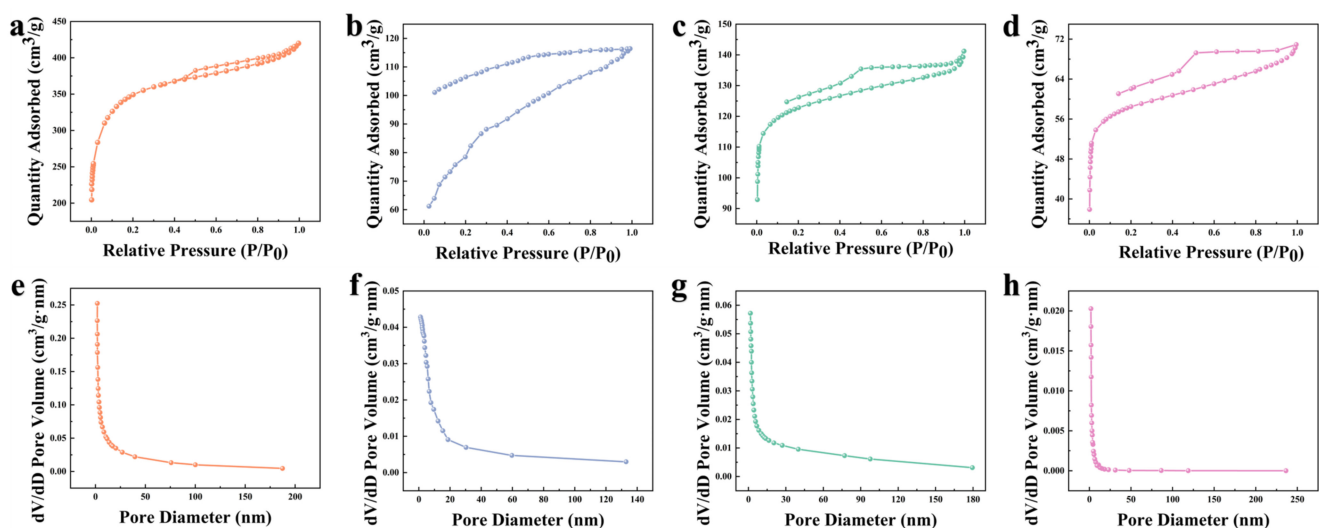 a
Quantity Adsorbed (cm³/g)
450
400
350
300
250
200
0.0 0.2 0.4 0.6 0.8 1.0
Relative Pressure (P/P₀)
b
Quantity Adsorbed (cm³/g)
120
110
100
90
80
70
60
0.0 0.2 0.4 0.6 0.8 1.0
Relative Pressure (P/P₀)
c
Quantity Adsorbed (cm³/g)
150
140
130
120
110
100
90
0.0 0.2 0.4 0.6 0.8 1.0
Relative Pressure (P/P₀)
d
Quantity Adsorbed (cm³/g)
72
64
56
48
40
0.0 0.2 0.4 0.6 0.8 1.0
Relative Pressure (P/P₀)
e
dV/dD Pore Volume (cm³/g·nm)
0.25
0.20
0.15
0.10
0.05
0.00
0 50 100 150 200
Pore Diameter (nm)
f
dV/dD Pore Volume (cm³/g·nm)
0.05
0.04
0.03
0.02
0.01
0.00
0 20 40 60 80 100 120 140
Pore Diameter (nm)
g
dV/dD Pore Volume (cm³/g·nm)
0.06
0.05
0.04
0.03
0.02
0.01
0.00
0 30 60 90 120 150 180
Pore Diameter (nm)
h
dV/dD Pore Volume (cm³/g·nm)
0.020
0.015
0.010
0.005
0.000
0 50 100 150 200 250
Pore Diameter (nm)